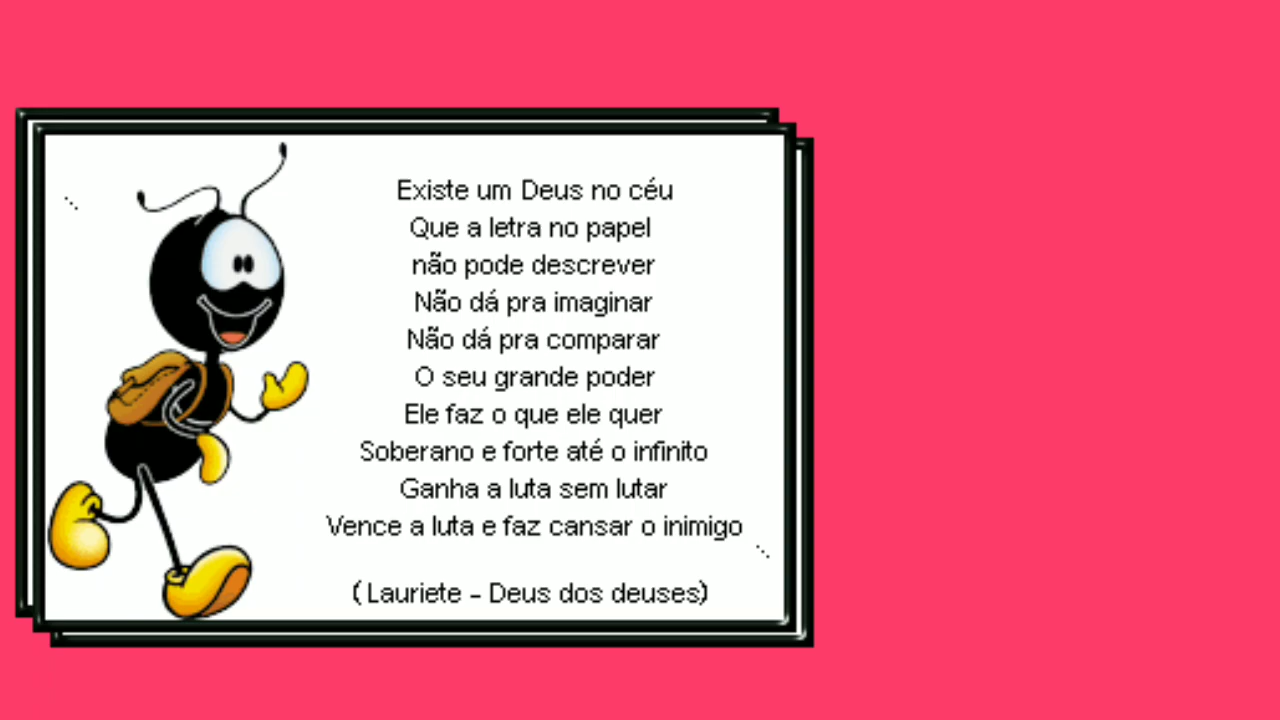 Existe um Deus no céu
Que a letra no papel
não pode descrever
Não dá pra imaginar
Não dá pra comparar
O seu grande poder
Ele faz o que ele quer
Soberano e forte até o infinito
Ganha a luta sem lutar
Vence a luta e faz cansar o inimigo
( Lauriete - Deus dos deuses)